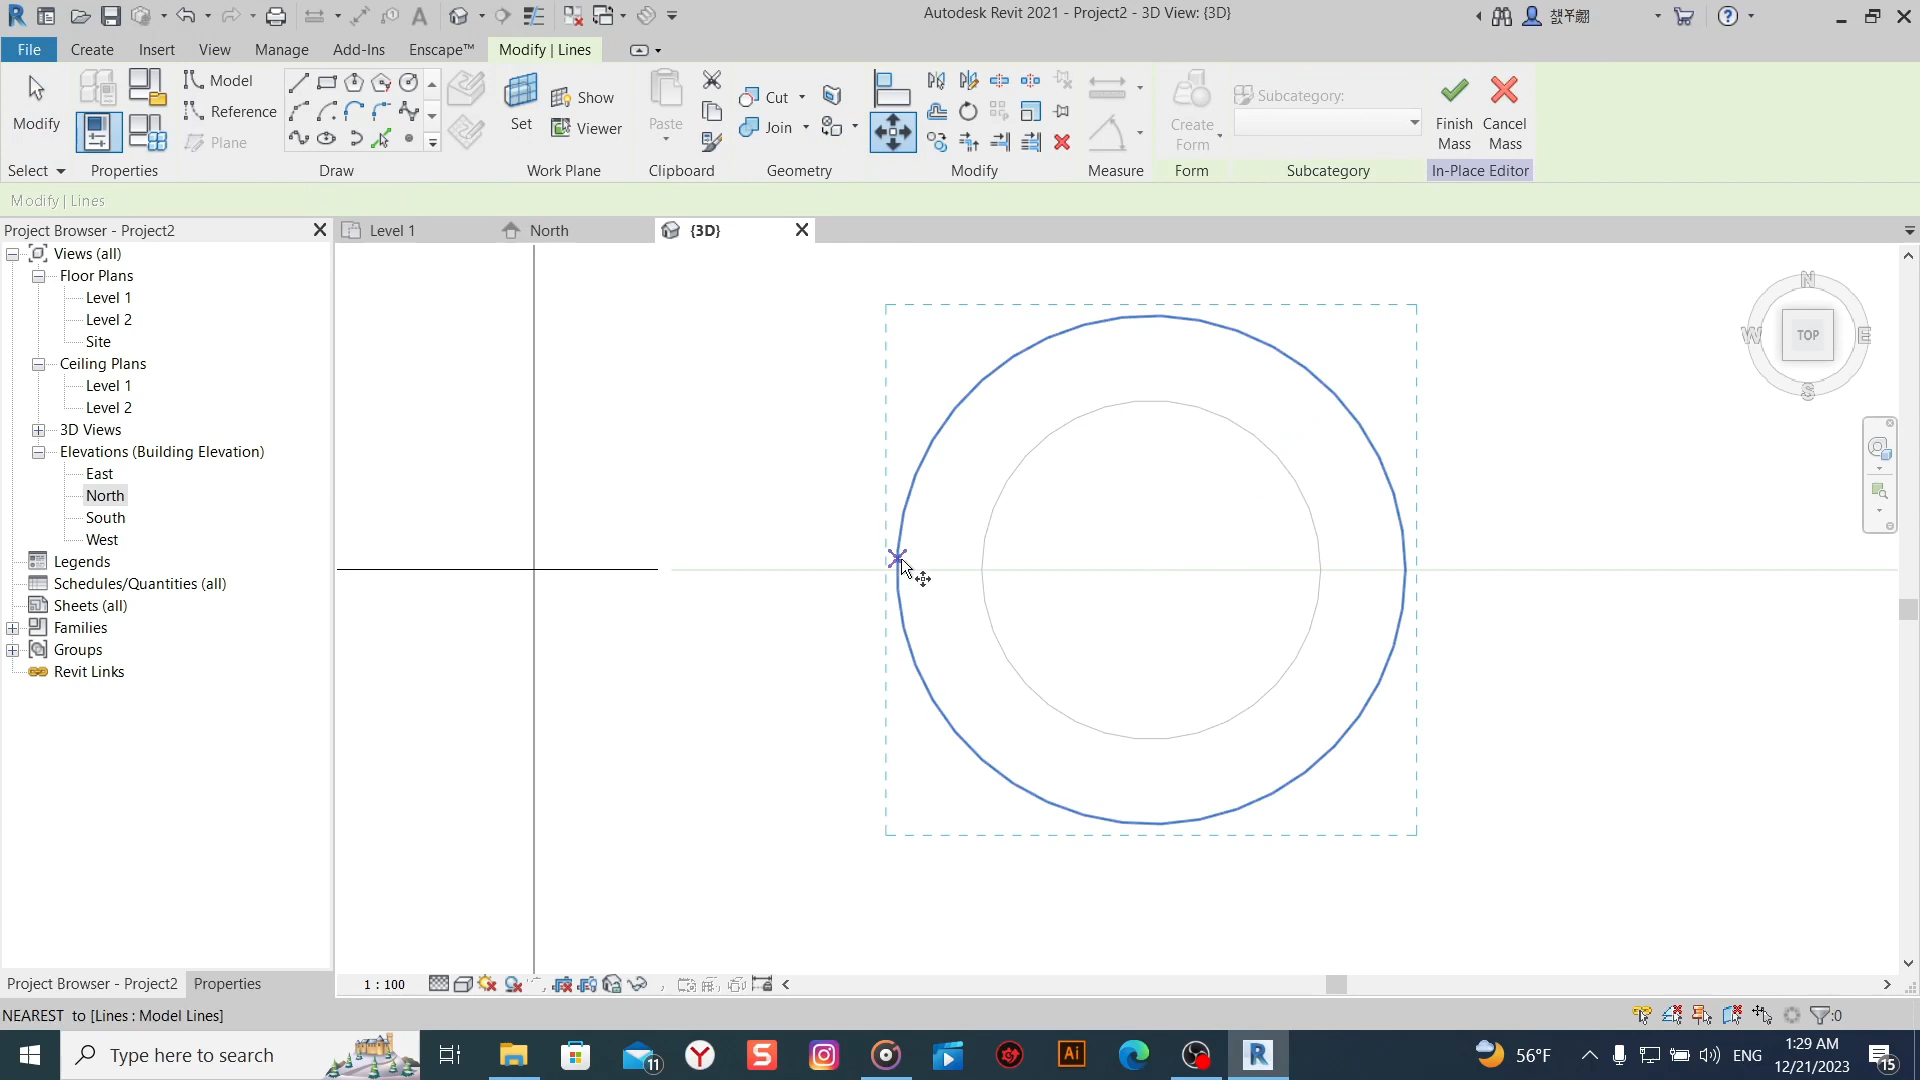 Autodesk Revit 2021 - Project2 - 3D View: {3D}
File Create Insert View Manage Add-Ins Enscape™ Modify | Lines
Modify
Model
Reference
Plane
Set
Show
Viewer
Paste
Cut
Join
Create
Form
Subcategory:
Finish
Mass
Cancel
Mass
Select Properties Draw Work Plane Clipboard Geometry Modify Measure Form Subcategory In-Place Editor
Modify | Lines
Project Browser - Project2
Level 1
North
{3D}
Views (all)
Floor Plans
Level 1
Level 2
Site
Ceiling Plans
Level 1
Level 2
3D Views
Elevations (Building Elevation)
East
North
South
West
Legends
Schedules/Quantities (all)
Sheets (all)
Families
Groups
Revit Links
N
W
TOP
E
S
Project Browser - Project2 Properties
1 : 100
NEAREST to [Lines : Model Lines]
:0
Type here to search
11
Ai
56°F
ENG
1:29 AM
12/21/2023
15